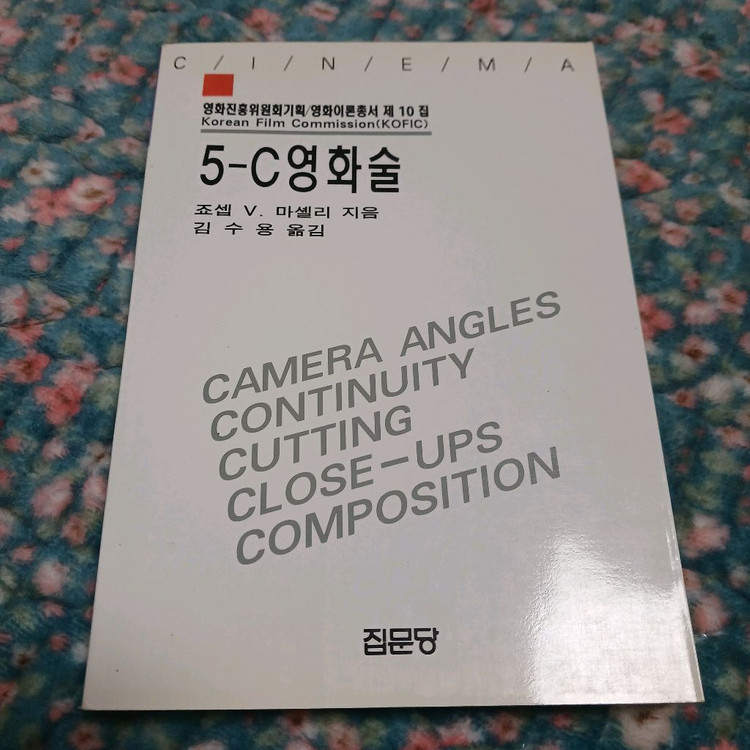 C / I / N / E / M / A
영화진흥위원회기획/영화이론총서 제 10 집
Korean Film Commission(KOFIC)
5-C영화술
죠셉 V. 마셸리 지음
김 수 용 옮김
CAMERA ANGLES
CONTINUITY
CUTTING
CLOSE-UPS
COMPOSITION
집문당